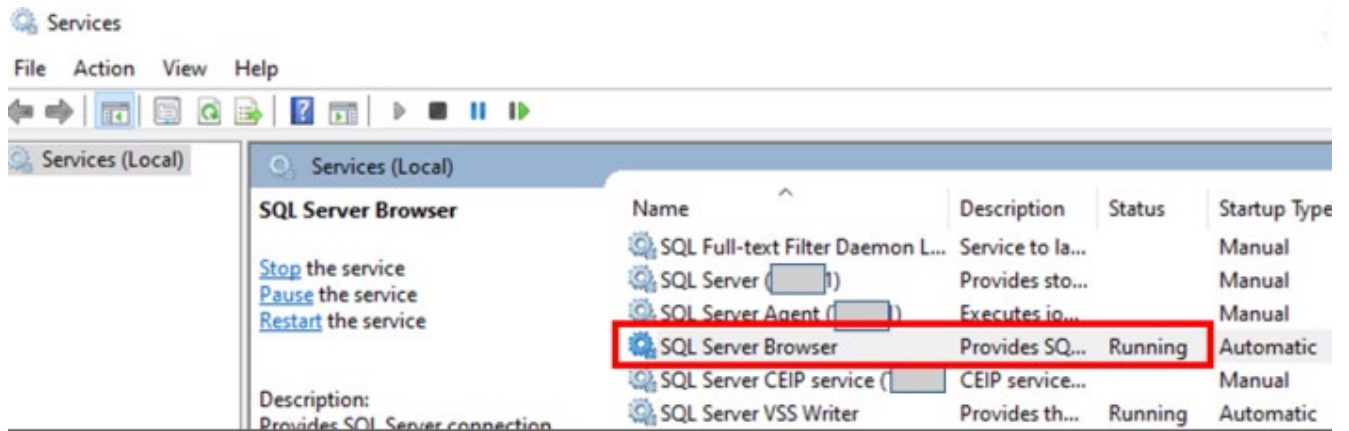 Services
File Action View Help
Services (Local)
Services (Local)
SQL Server Browser
Stop the service
Pause the service
Restart the service
Description:
Provides SQL Server connection
Name Description Status Startup Type
SQL Full-text Filter Daemon L... Service to la... Manual
SQL Server ( 1) Provides sto... Manual
SQL Server Agent ( ) Executes jo... Manual
SQL Server Browser Provides SQ... Running Automatic
SQL Server CEIP service ( CEIP service... Manual
SQL Server VSS Writer Provides th... Running Automatic